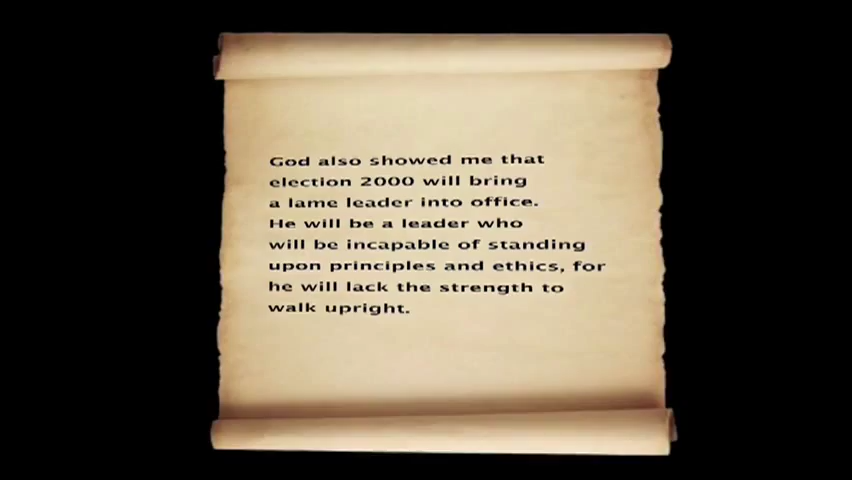 God also showed me that
election 2000 will bring
a lame leader into office.
He will be a leader who
will be incapable of standing
upon principles and ethics, for
he will lack the strength to
walk upright.